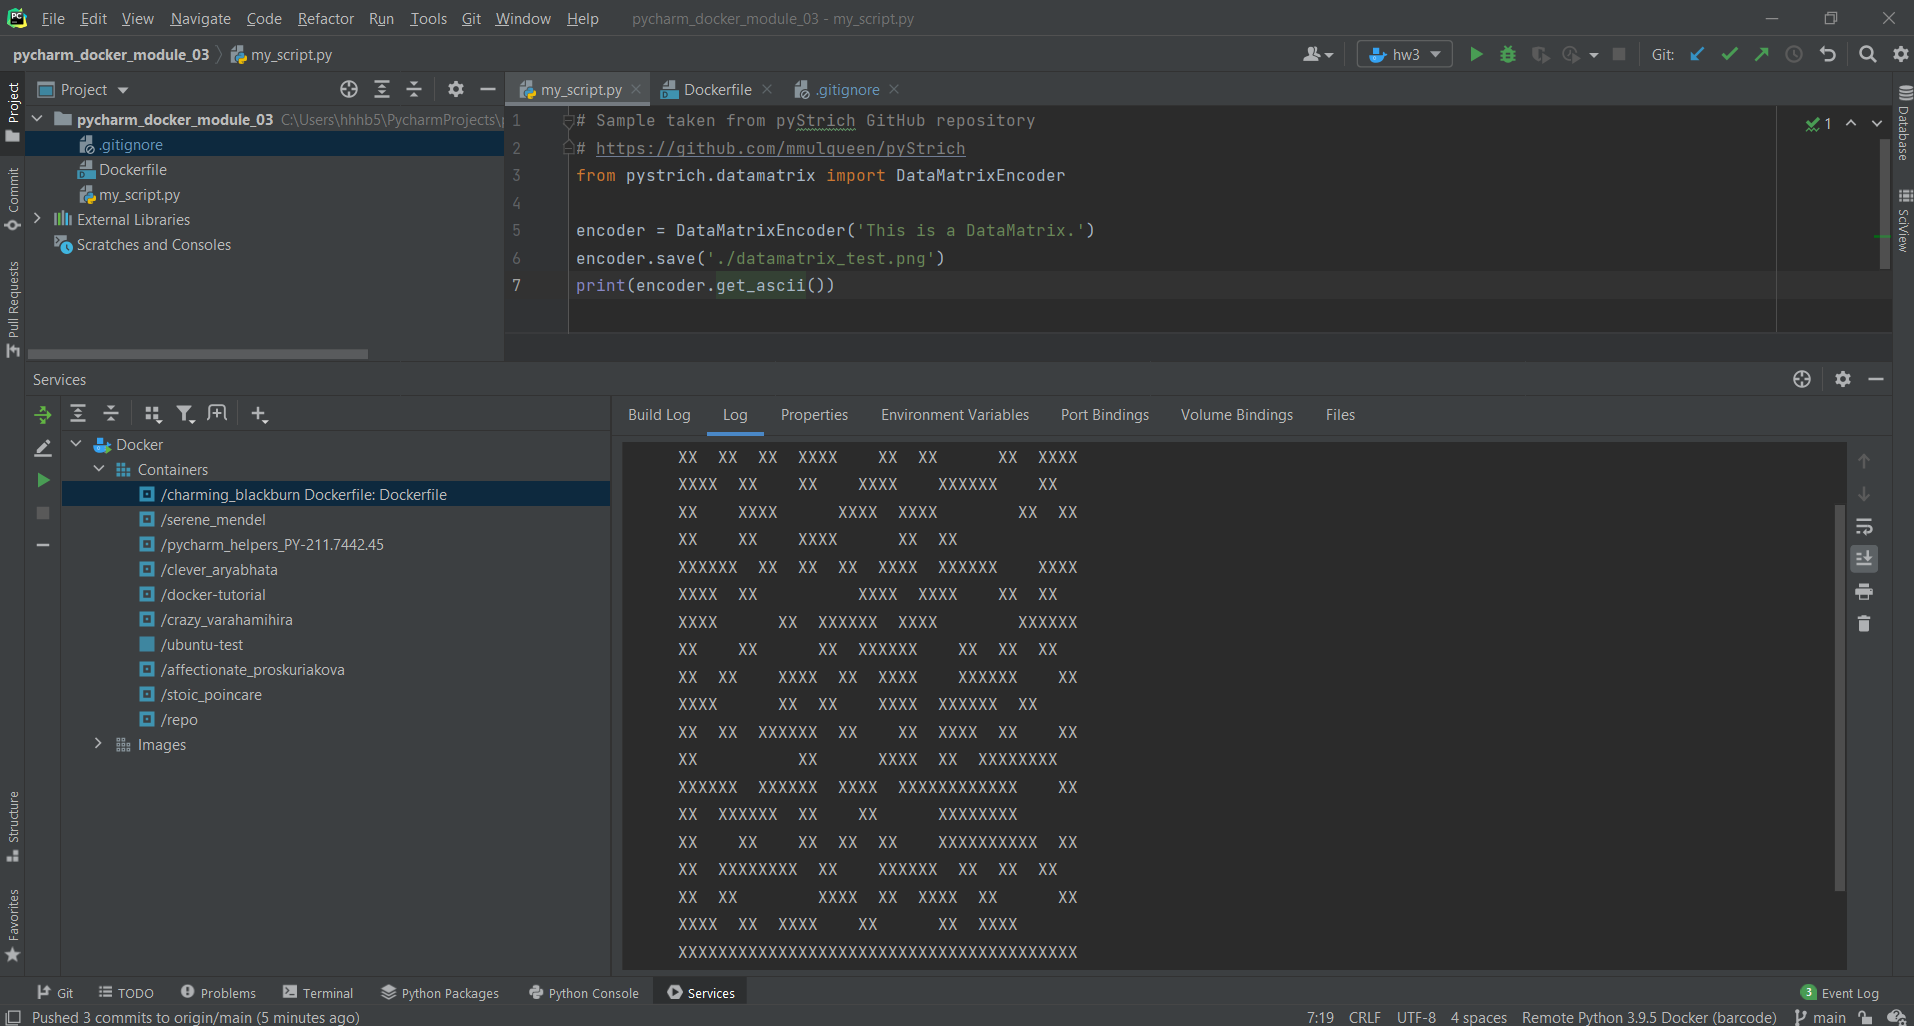 PC File Edit View Navigate Code Refactor Run Tools Git Window Help pycharm_docker_module_03 - my_script.py
pycharm_docker_module_03 my_script.py hw3 Git:
Project
Commit
Pull Requests
Structure
Favorites
Project
pycharm_docker_module_03 C:\Users\hhhb5\PycharmProjects\
.gitignore
Dockerfile
my_script.py
External Libraries
Scratches and Consoles
my_script.py Dockerfile .gitignore
1 # Sample taken from pyStrich GitHub repository
2 # https://github.com/mmulqueen/pyStrich
3 from pystrich.datamatrix import DataMatrixEncoder
4
5 encoder = DataMatrixEncoder('This is a DataMatrix.')
6 encoder.save('./datamatrix_test.png')
7 print(encoder.get_ascii())
1
Database
SciView
Services
Docker
Containers
/charming_blackburn Dockerfile: Dockerfile
/serene_mendel
/pycharm_helpers_PY-211.7442.45
/clever_aryabhata
/docker-tutorial
/crazy_varahamihira
/ubuntu-test
/affectionate_proskuriakova
/stoic_poincare
/repo
Images
Build Log Log Properties Environment Variables Port Bindings Volume Bindings Files
XX  XX  XX  XXXX    XX  XX      XX  XXXX
XXXX  XX    XX    XXXX    XXXXXX    XX
XX    XXXX      XXXX  XXXX        XX  XX
XX    XX    XXXX      XX  XX
XXXXXX  XX  XX  XX  XXXX  XXXXXX    XXXX
XXXX  XX          XXXX  XXXX    XX  XX
XXXX      XX  XXXXXX  XXXX        XXXXXX
XX    XX      XX  XXXXXX    XX  XX  XX
XX  XX    XXXX  XX  XXXX    XXXXXX    XX
XXXX      XX  XX    XXXX  XXXXXX  XX
XX  XX  XXXXXX  XX    XX  XXXX  XX    XX
XX          XX      XXXX  XX  XXXXXXXX
XXXXXX  XXXXXX  XXXX  XXXXXXXXXXXX    XX
XX  XXXXXX  XX    XX      XXXXXXXX
XX    XX    XX  XX  XX    XXXXXXXXXX  XX
XX  XXXXXXXX  XX    XXXXXX  XX  XX  XX
XX  XX        XXXX  XX  XXXX  XX      XX
XXXX  XX  XXXX    XX      XX  XXXX
XXXXXXXXXXXXXXXXXXXXXXXXXXXXXXXXXXXXXXXX
Git TODO Problems Terminal Python Packages Python Console Services 3 Event Log
Pushed 3 commits to origin/main (5 minutes ago) 7:19 CRLF UTF-8 4 spaces Remote Python 3.9.5 Docker (barcode) main